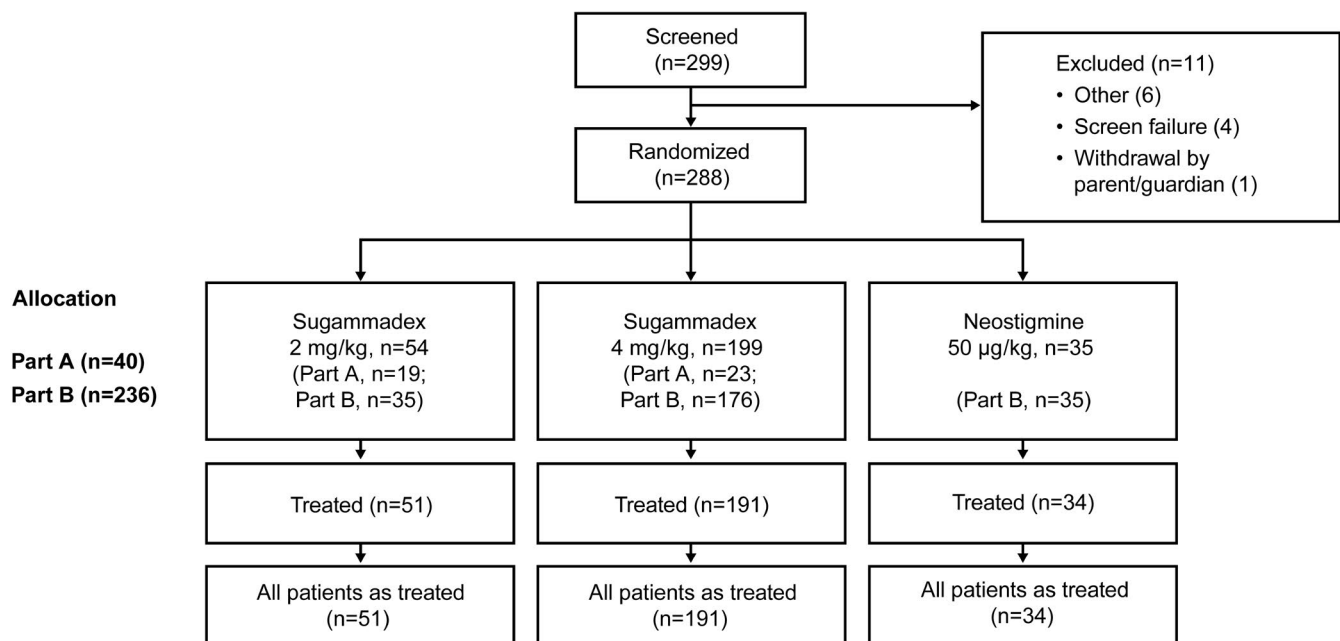 Screened
(n=299)
Excluded (n=11)
• Other (6)
• Screen failure (4)
• Withdrawal by
parent/guardian (1)
Randomized
(n=288)
Allocation
Part A (n=40)
Part B (n=236)
Sugammadex
2 mg/kg, n=54
(Part A, n=19;
Part B, n=35)
Sugammadex
4 mg/kg, n=199
(Part A, n=23;
Part B, n=176)
Neostigmine
50 μg/kg, n=35
(Part B, n=35)
Treated (n=51)
Treated (n=191)
Treated (n=34)
All patients as treated
(n=51)
All patients as treated
(n=191)
All patients as treated
(n=34)